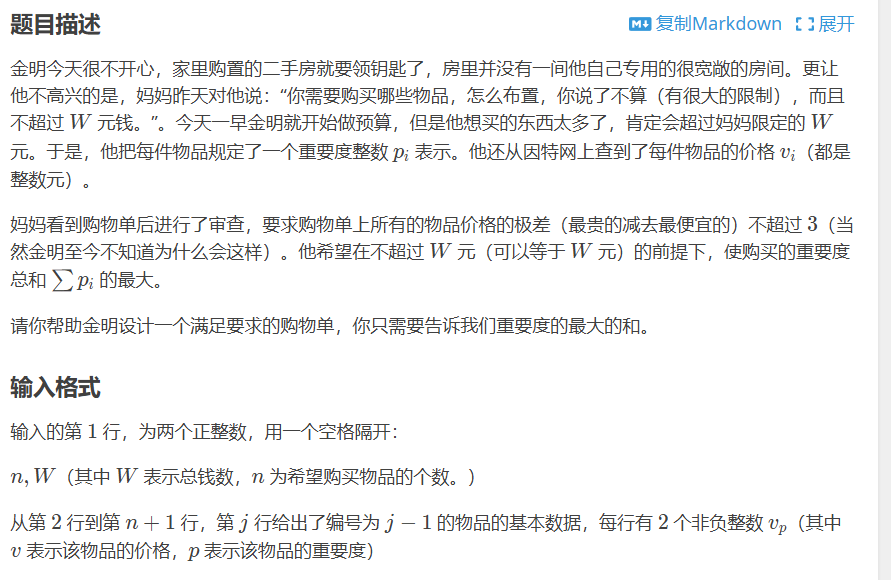 题目描述
复制Markdown 展开
金明今天很不开心，家里购置的二手房就要领钥匙了，房里并没有一间他自己专用的很宽敞的房间。更让
他不高兴的是，妈妈昨天对他说：“你需要购买哪些物品，怎么布置，你说了不算（有很大的限制），而且
不超过 W 元钱。”。今天一早金明就开始做预算，但是他想买的东西太多了，肯定会超过妈妈限定的 W
元。于是，他把每件物品规定了一个重要度整数 p_i 表示。他还从因特网上查到了每件物品的价格 v_i（都是
整数元）。
妈妈看到购物单后进行了审查，要求购物单上所有的物品价格的极差（最贵的减去最便宜的）不超过 3（当
然金明至今不知道为什么会这样）。他希望在不超过 W 元（可以等于 W 元）的前提下，使购买的重要度
总和 ∑ p_i 的最大。
请你帮助金明设计一个满足要求的购物单，你只需要告诉我们重要度的最大的和。
输入格式
输入的第 1 行，为两个正整数，用一个空格隔开：
n, W（其中 W 表示总钱数，n 为希望购买物品的个数。）
从第 2 行到第 n + 1 行，第 j 行给出了编号为 j − 1 的物品的基本数据，每行有 2 个非负整数 v_p（其中
v 表示该物品的价格，p 表示该物品的重要度）